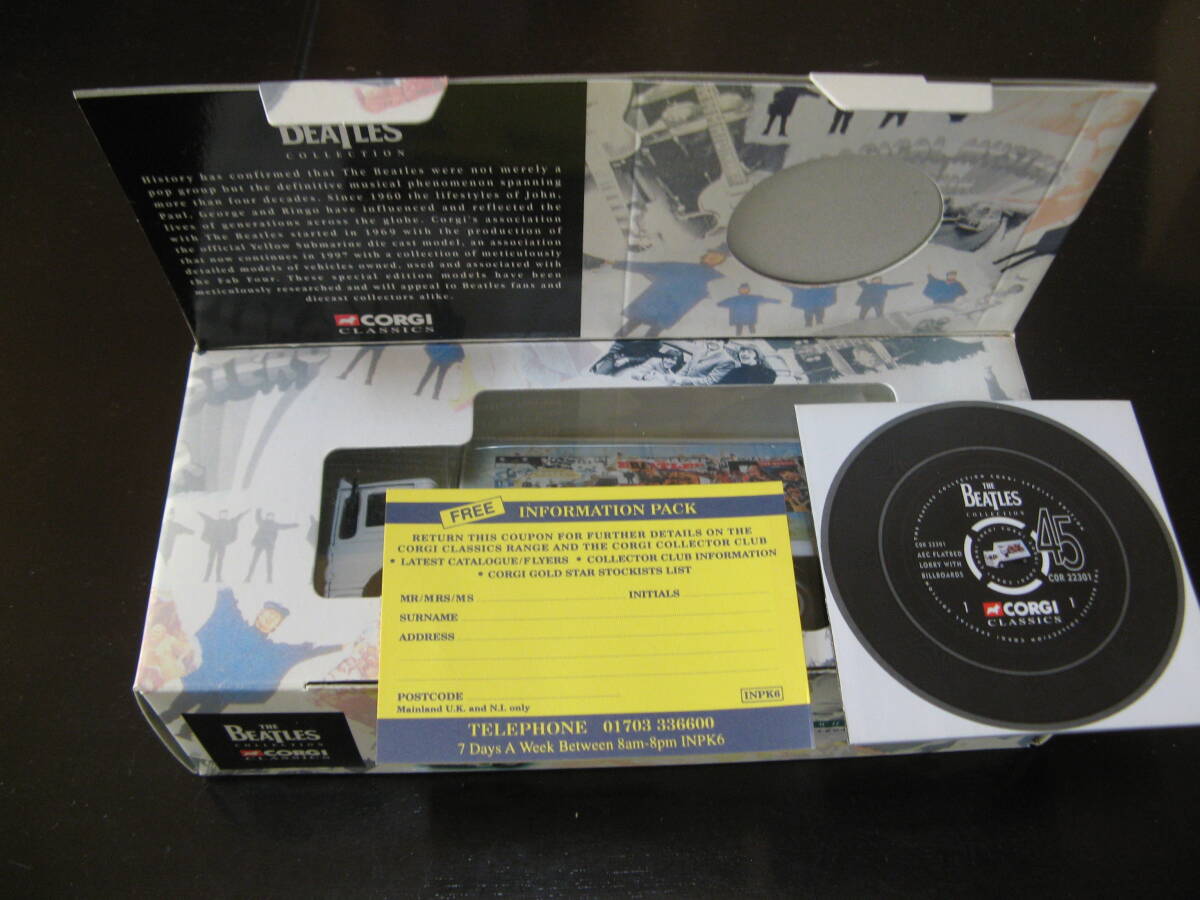 BEATLES
COLLECTION
History has confirmed that The Beatles were not merely a
pop group but the definitive musical phenomenon spanning
more than four decades. Since 1960 the lifestyles of John,
Paul, George and Ringo have influenced and reflected the
lives of generations across the globe. Corgi's association
with The Beatles started in 1969 with the production of
the official Yellow Submarine die cast model, an association
that now continues in 1997 with a collection of meticulously
detailed models of vehicles owned, used and associated with
the Fab Four. These special edition models have been
meticulously researched and will appeal to Beatles fans and
diecast collectors alike.
CORGI
CLASSICS
BEATLES
FREE INFORMATION PACK
RETURN THIS COUPON FOR FURTHER DETAILS ON THE
CORGI CLASSICS RANGE AND THE CORGI COLLECTOR CLUB
• LATEST CATALOGUE/FLYERS • COLLECTOR CLUB INFORMATION
• CORGI GOLD STAR STOCKISTS LIST
MR/MRS/MS INITIALS
SURNAME
ADDRESS
POSTCODE INPK6
Mainland U.K. and N.I. only
TELEPHONE 01703 336600
7 Days A Week Between 8am-8pm INPK6
THE
BEATLES
COLLECTION
CORGI
CLASSICS
THE
BEATLES
COLLECTION
45
COR 22301
AEC FLATBED
LORRY WITH
BILLBOARDS
COR 22301
1 1
CORGI
CLASSICS
THE BEATLES COLLECTION CORGI SPECIAL EDITION